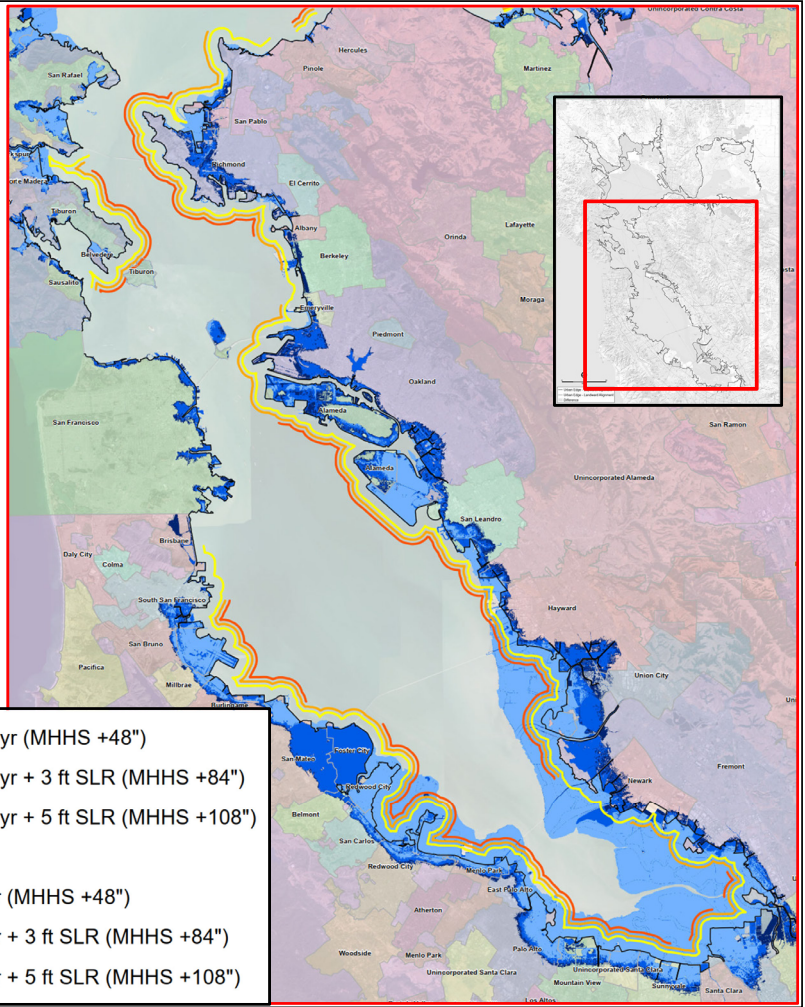 Unincorporated Contra Costa
Hercules
San Rafael
Martinez
Pinole
San Pablo
Richmond
El Cerrito
Tiburon
Lafayette
Albany
Orinda
Berkeley
Belvedere
Tiburon
Sausalito
Moraga
Emeryville
Piedmont
Oakland
Alameda
San Francisco
San Ramon
Alameda
Unincorporated Alameda
San Leandro
Brisbane
Daly City
Colma
South San Francisco
Hayward
San Bruno
Pacifica
Union City
Millbrae
Burlingame
yr (MHHS +48")
Foster City
San Mateo
Fremont
yr + 3 ft SLR (MHHS +84")
Newark
Redwood City
yr + 5 ft SLR (MHHS +108")
Belmont
San Carlos
Redwood City
Menlo Park
East Palo Alto
r (MHHS +48")
Atherton
r + 3 ft SLR (MHHS +84")
Palo Alto
Woodside
Menlo Park
Unincorporated Santa Clara
Unincorporated Santa Clara
r + 5 ft SLR (MHHS +108")
Mountain View
Sunnyvale
Santa Clara
Los Altos